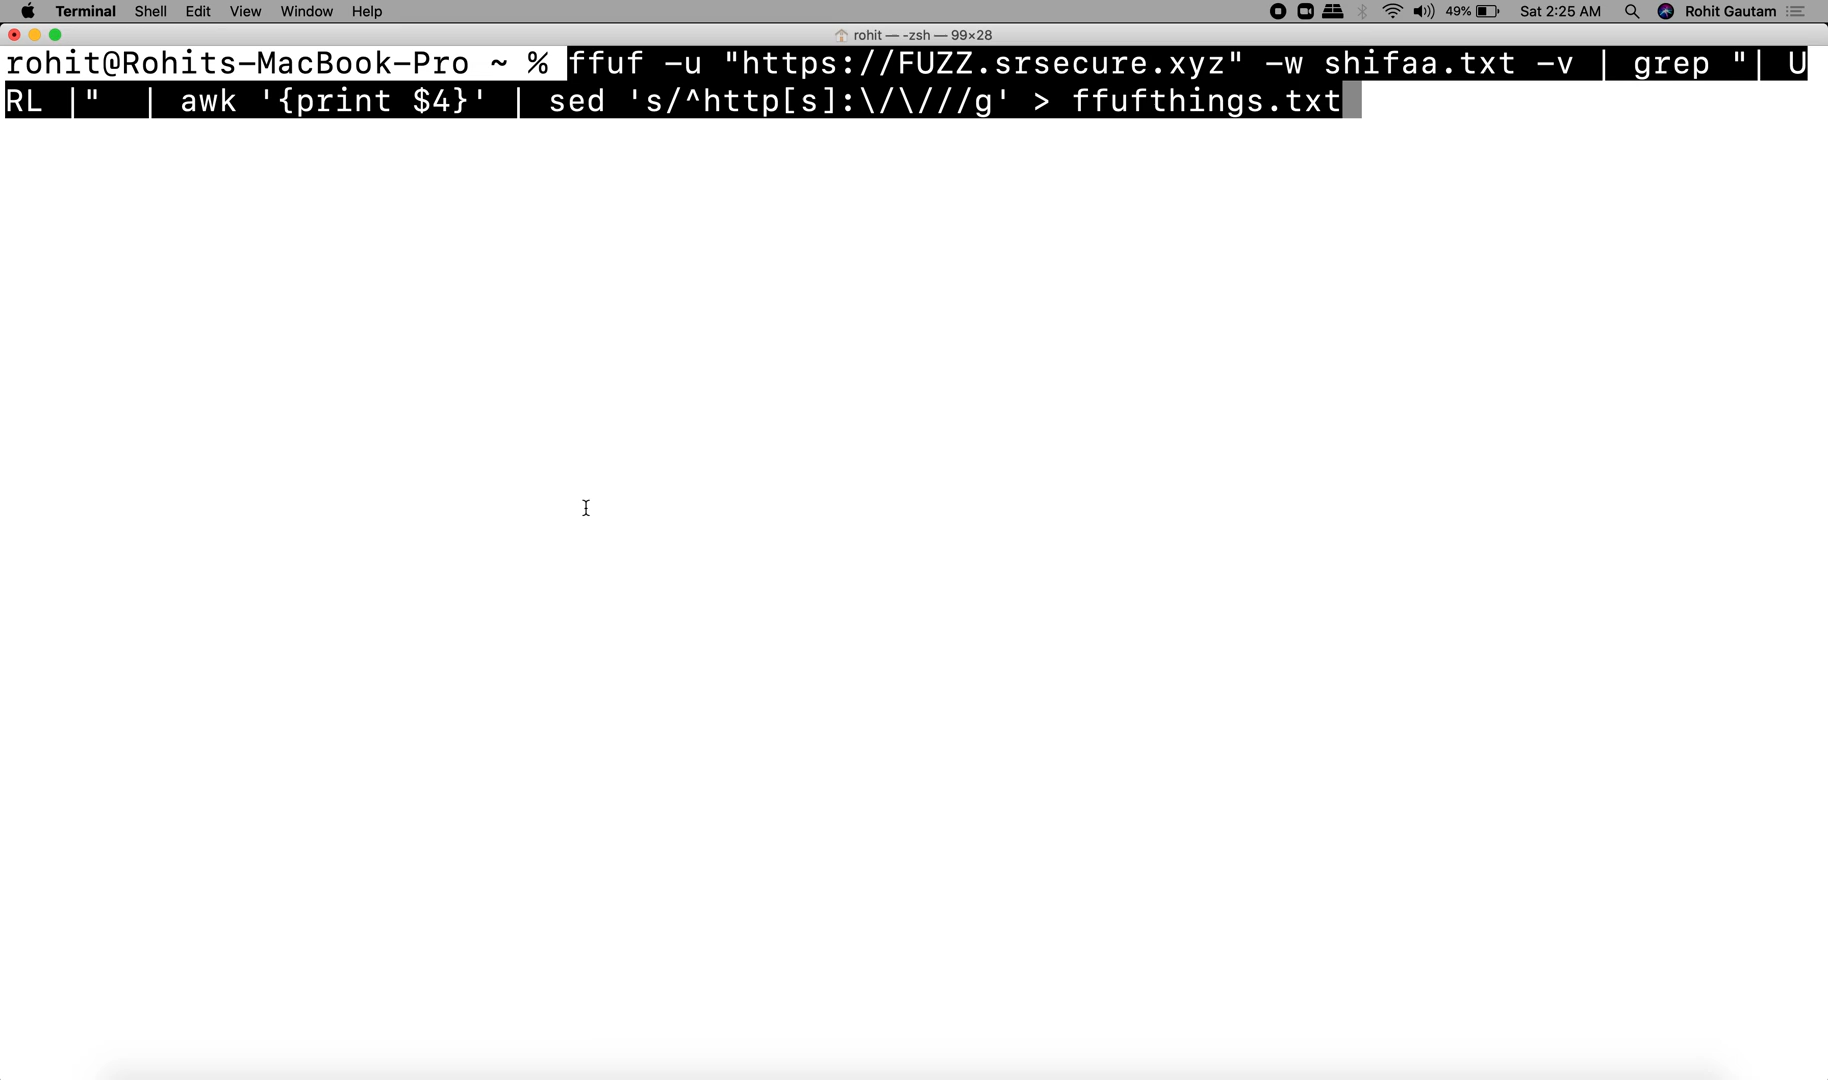 Terminal Shell Edit View Window Help 49% Sat 2:25 AM Rohit Gautam
rohit — -zsh — 99×28
rohit@Rohits-MacBook-Pro ~ % ffuf -u "https://FUZZ.srsecure.xyz" -w shifaa.txt -v | grep "| U
RL |"  | awk '{print $4}' | sed 's/^http[s]:\/\///g' > ffufthings.txt